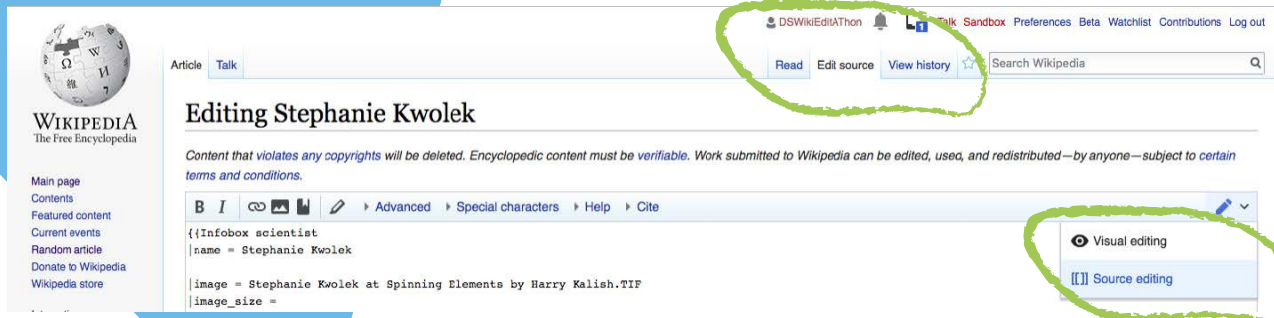 DSWikiEditAThon 1 Talk Sandbox Preferences Beta Watchlist Contributions Log out
Article Talk Read Edit source View history Search Wikipedia
WIKIPEDIA
The Free Encyclopedia
Editing Stephanie Kwolek
Content that violates any copyrights will be deleted. Encyclopedic content must be verifiable. Work submitted to Wikipedia can be edited, used, and redistributed—by anyone—subject to certain
terms and conditions.
Main page
Contents
Featured content
Current events
Random article
Donate to Wikipedia
Wikipedia store
B I Advanced Special characters Help Cite
{{Infobox scientist
|name = Stephanie Kwolek
|image = Stephanie Kwolek at Spinning Elements by Harry Kalish.TIF
|image_size =
Visual editing
[[]] Source editing